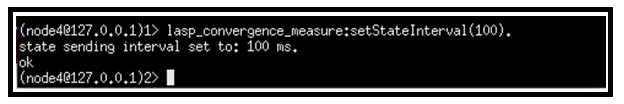 (node4@127.0.0.1)1> lasp_convergence_measure:setStateInterval(100).
state sending interval set to: 100 ms.
ok
(node4@127.0.0.1)2>